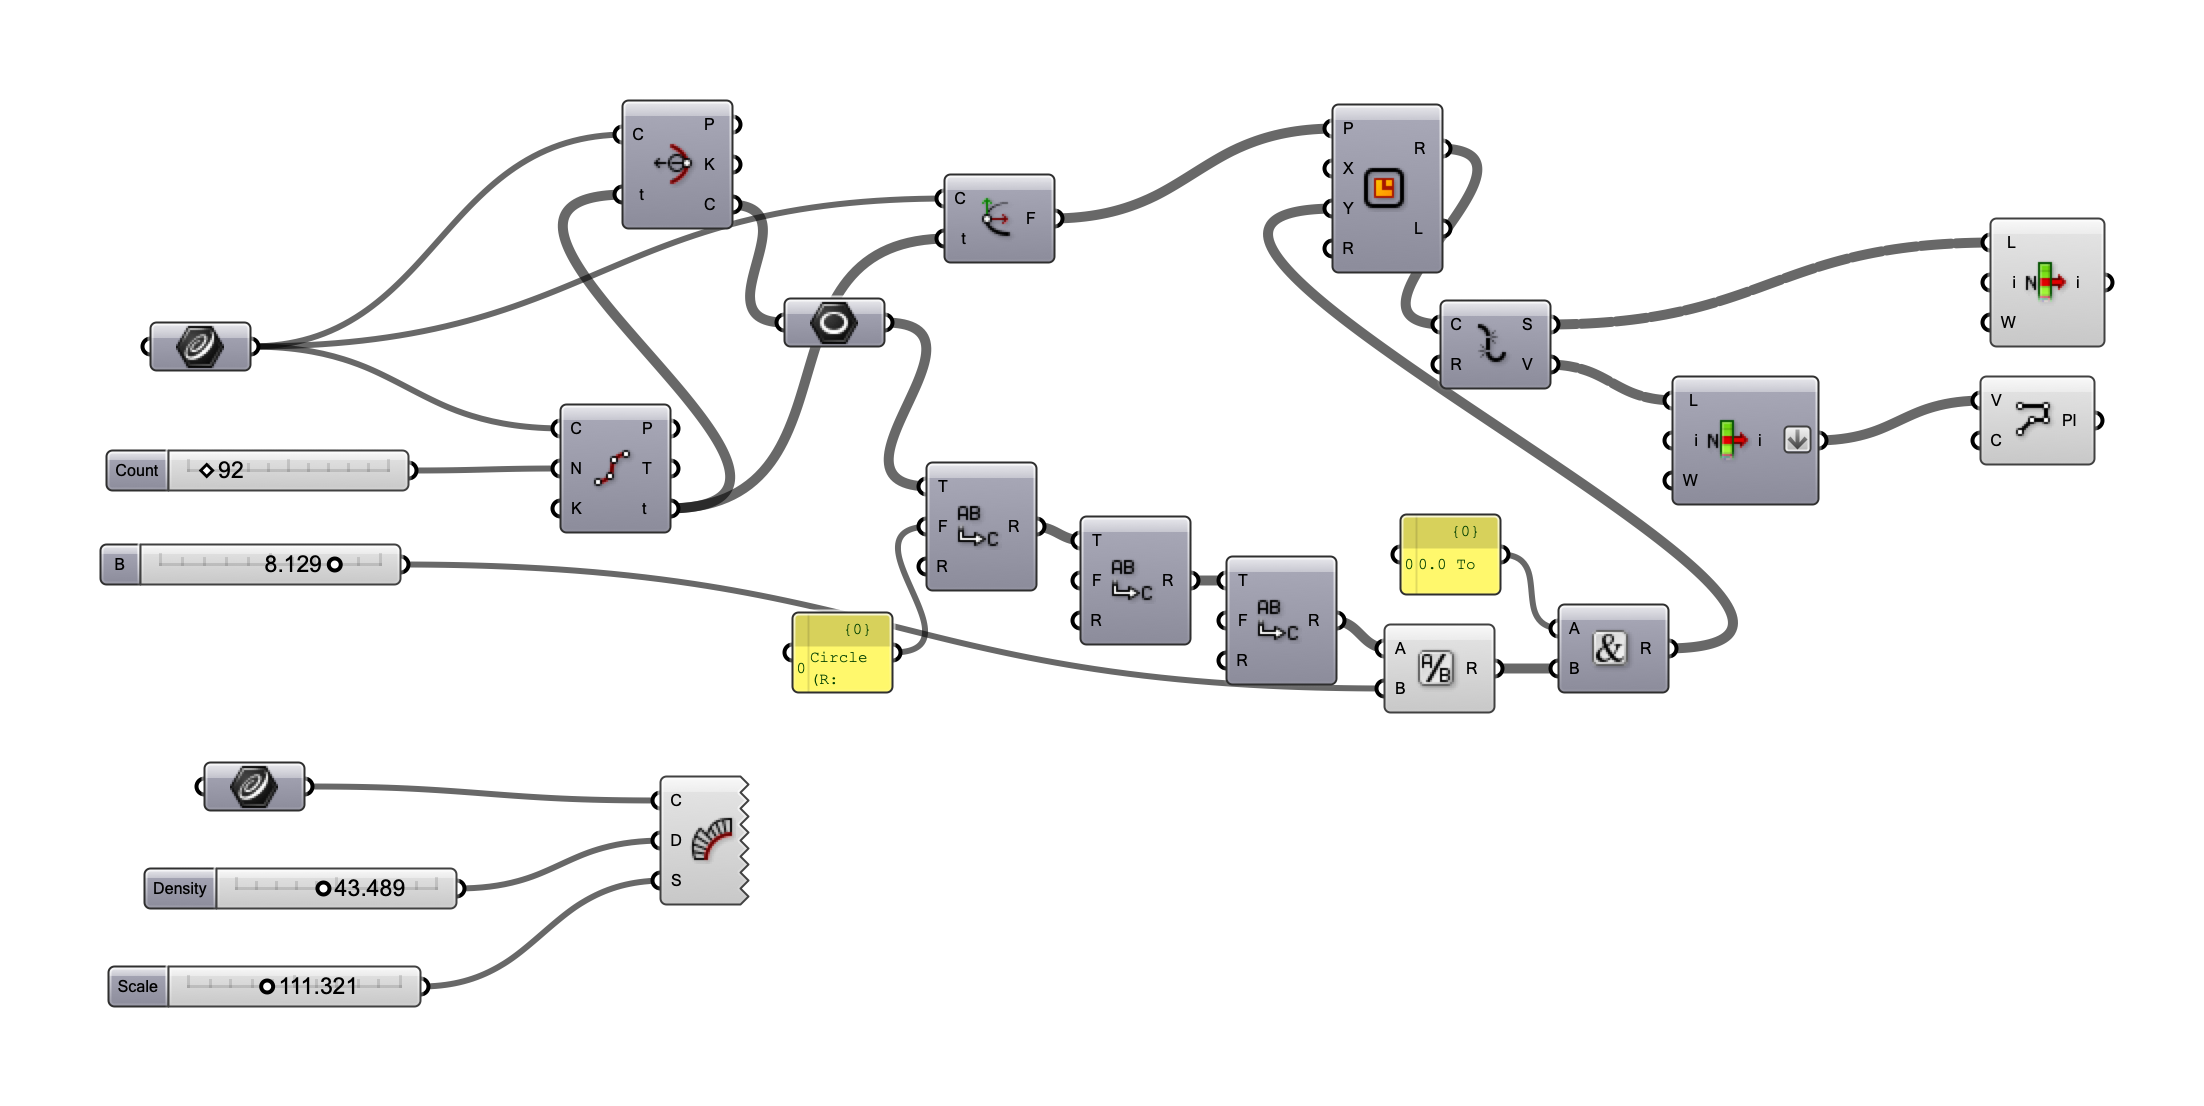 C
t
P
K
C
C
t
F
P
X
Y
R
R
L
L
i N i
W
C
R
S
V
L
i N i
W
V
C
Pl
Count 92
C
N
K
P
T
t
B 8.129
T
F
R
AB
C
R
T
F
R
AB
C
R
T
F
R
AB
C
R
{0}
0 0.0 To
{0}
0
Circle
(R:
A
B
A/B
R
A
B
&
R
C
D
S
Density 43.489
Scale 111.321